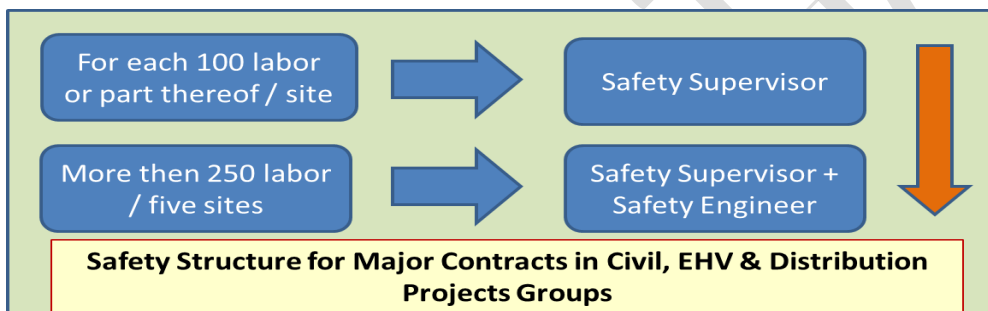 For each 100 labor
or part thereof / site
Safety Supervisor
More then 250 labor
/ five sites
Safety Supervisor +
Safety Engineer
Safety Structure for Major Contracts in Civil, EHV & Distribution
Projects Groups